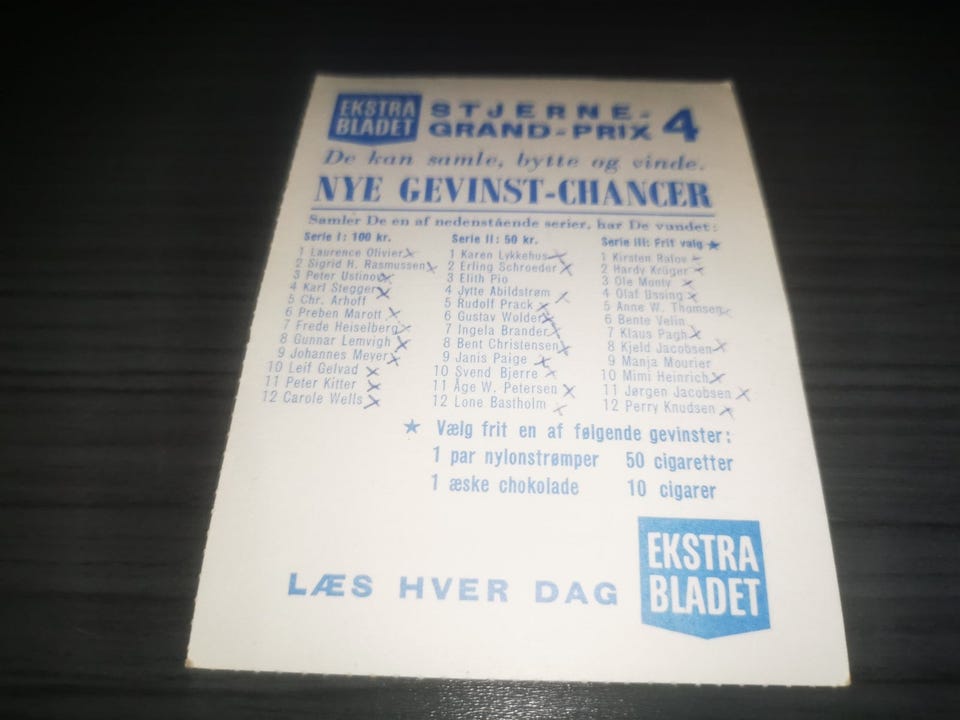 EKSTRA BLADET
STJERNE-
GRAND-PRIX 4
De kan samle, bytte og vinde.
NYE GEVINST-CHANCER
Samler De en af nedenstående serier, har De vundet:
Serie I: 100 kr.
1 Laurence Olivier
2 Sigrid H. Rasmussen
3 Peter Ustinov
4 Karl Stegger
5 Chr. Arhoff
6 Preben Marott
7 Frede Heiselberg
8 Gunnar Lemvigh
9 Johannes Meyer
10 Leif Gelvad
11 Peter Kitter
12 Carole Wells
Serie II: 50 kr.
1 Karen Lykkehus
2 Erling Schroeder
3 Elith Pio
4 Jytte Abildstrøm
5 Rudolf Prack
6 Gustav Wolder
7 Ingela Brander
8 Bent Christensen
9 Janis Paige
10 Svend Bjerre
11 Åge W. Petersen
12 Lone Bastholm
Serie III: Frit valg ★
1 Kirsten Rafoe
2 Hardy Krüger
3 Ole Monty
4 Olaf Ussing
5 Anne W. Thomsen
6 Bente Velin
7 Klaus Pagh
8 Kjeld Jacobsen
9 Manja Mourier
10 Mimi Heinrich
11 Jørgen Jacobsen
12 Perry Knudsen
★ Vælg frit en af følgende gevinster:
1 par nylonstrømper 50 cigaretter
1 æske chokolade 10 cigarer
LÆS HVER DAG
EKSTRA
BLADET